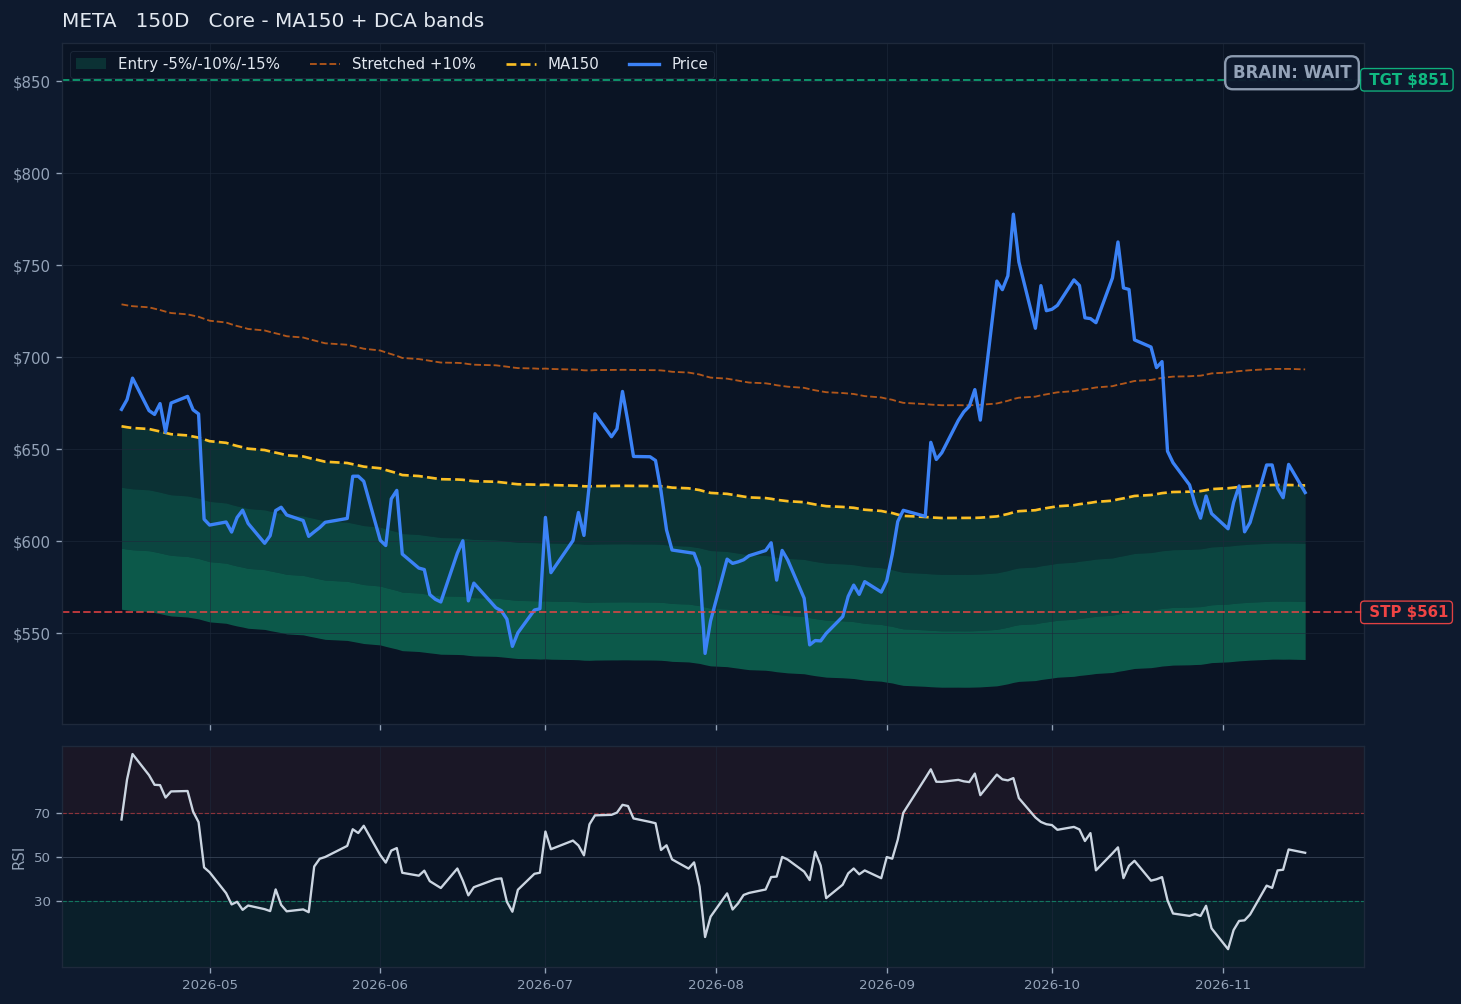 META   150D   Core - MA150 + DCA bands
Entry -5%/-10%/-15%   Stretched +10%   MA150   Price
BRAIN: WAIT
TGT $851
$850
$800
$750
$700
$650
$600
STP $561
$550
RSI
70
50
30
2026-05   2026-06   2026-07   2026-08   2026-09   2026-10   2026-11